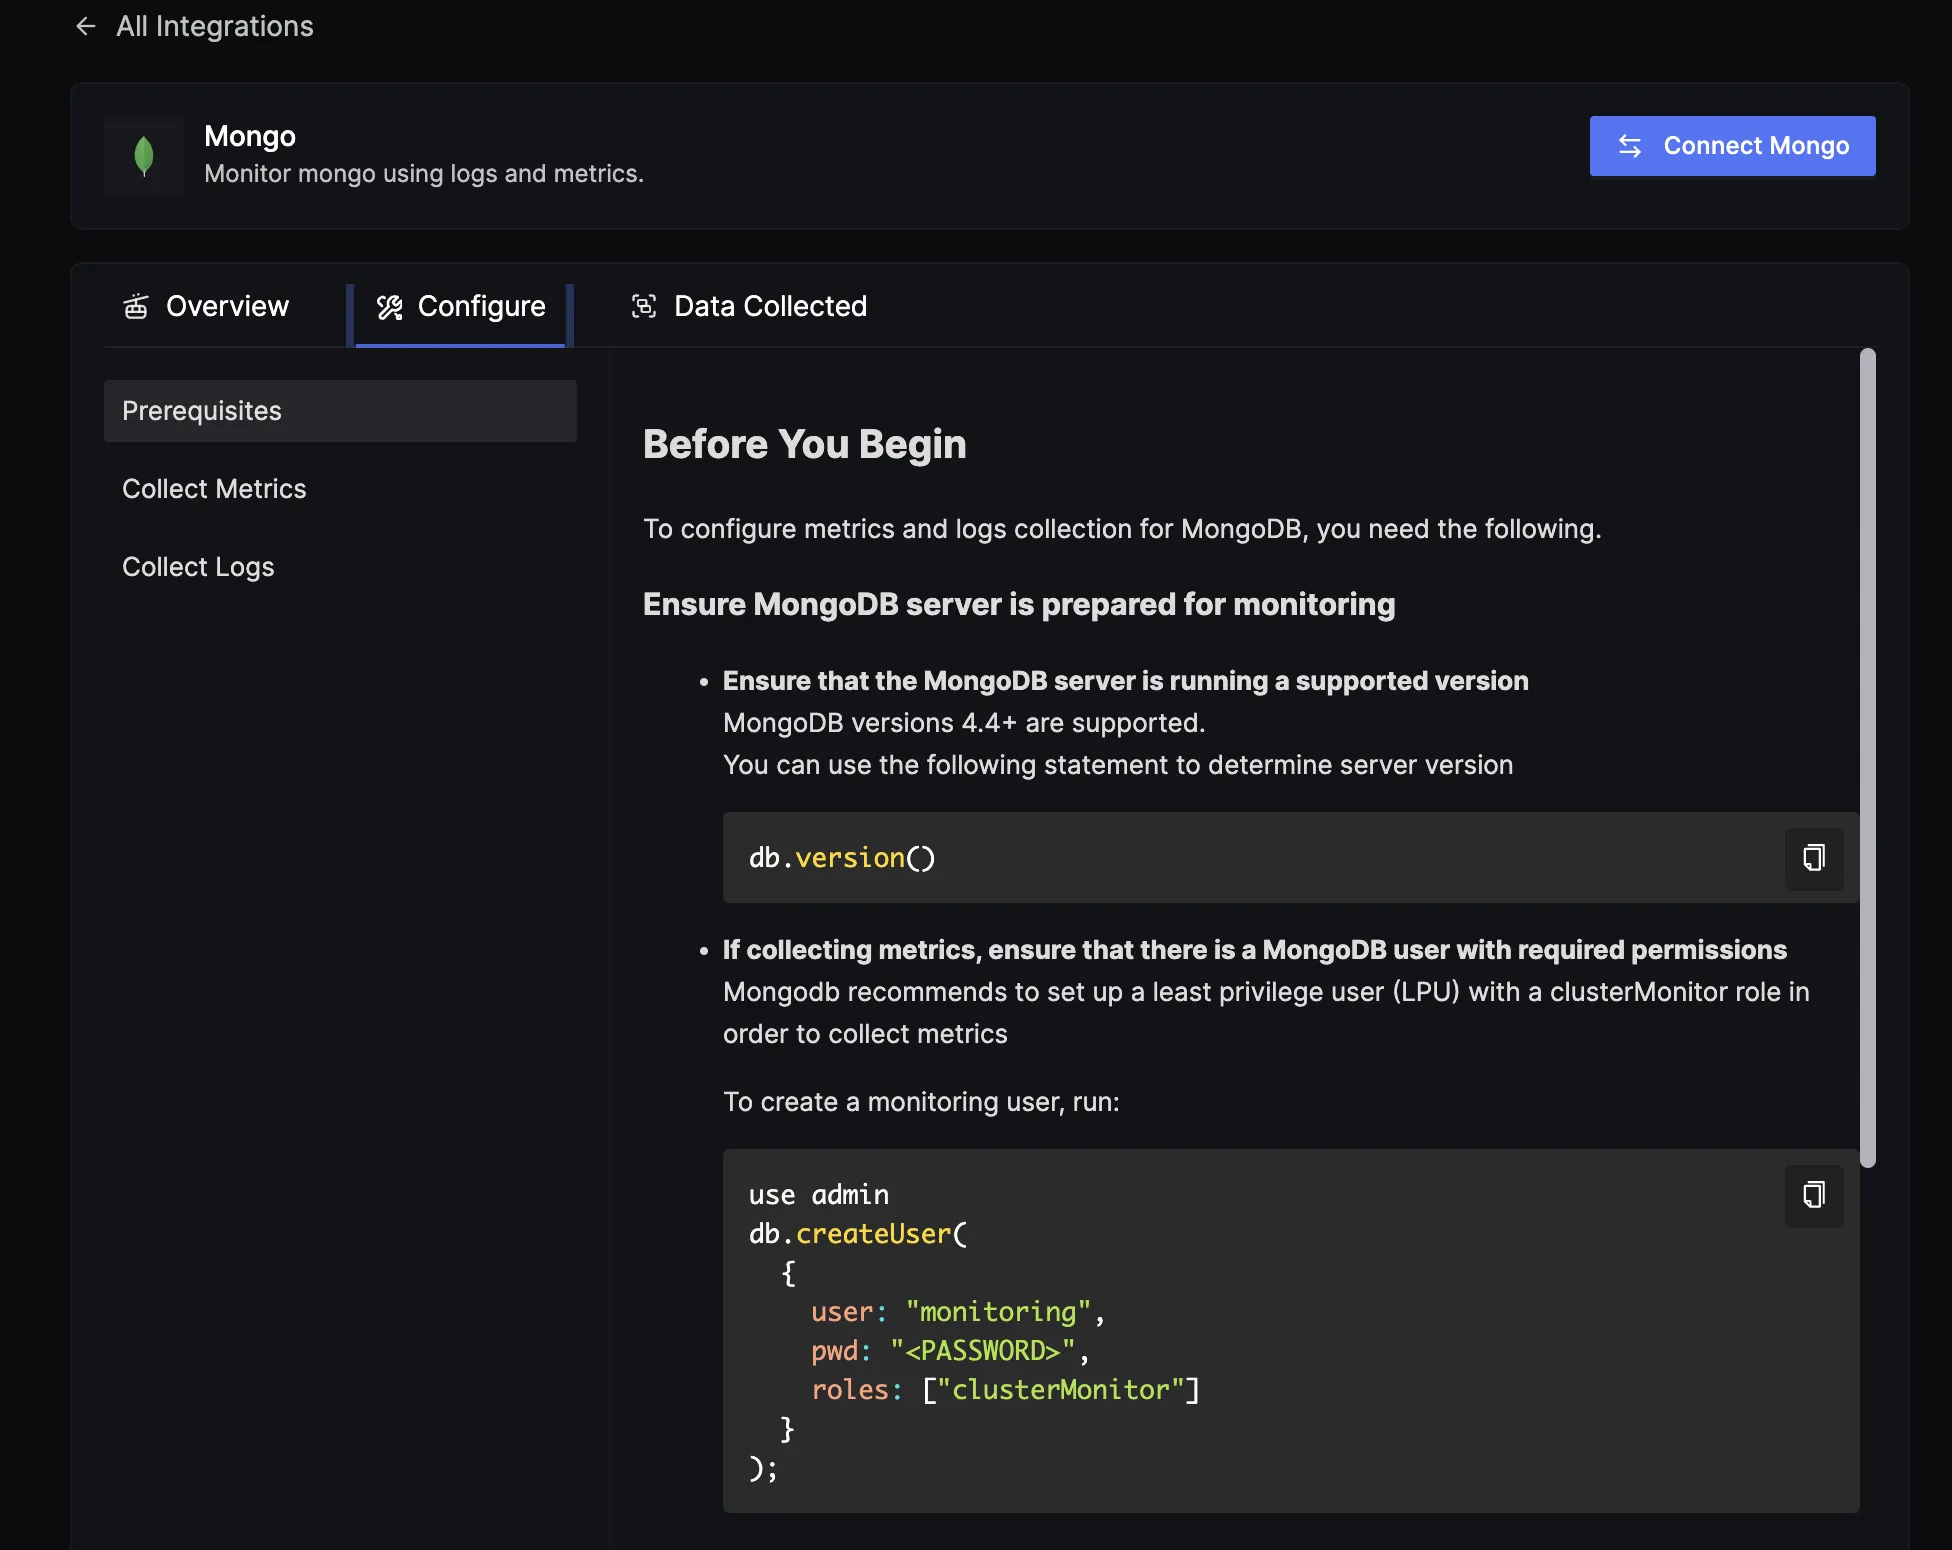 All Integrations
Mongo
Monitor mongo using logs and metrics.
Connect Mongo
Overview
Configure
Data Collected
Prerequisites
Collect Metrics
Collect Logs
Before You Begin
To configure metrics and logs collection for MongoDB, you need the following.
Ensure MongoDB server is prepared for monitoring
• Ensure that the MongoDB server is running a supported version
MongoDB versions 4.4+ are supported.
You can use the following statement to determine server version
db.version()
• If collecting metrics, ensure that there is a MongoDB user with required permissions
Mongodb recommends to set up a least privilege user (LPU) with a clusterMonitor role in
order to collect metrics
To create a monitoring user, run:
use admin
db.createUser(
  {
    user: "monitoring",
    pwd: "<PASSWORD>",
    roles: ["clusterMonitor"]
  }
);